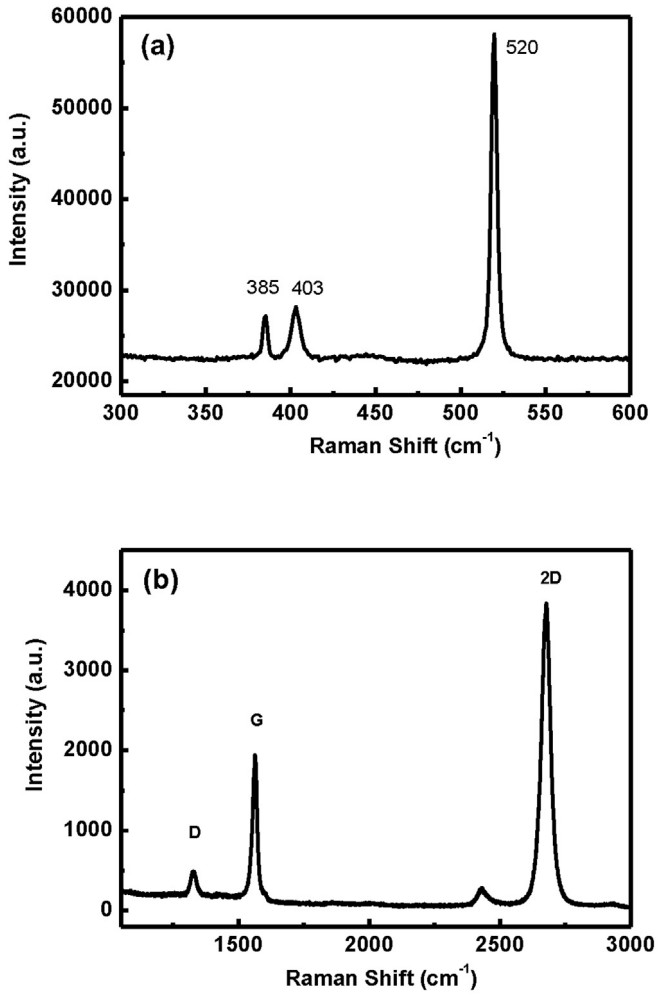 (a)
520
385 403
60000
50000
40000
30000
20000
Intensity (a.u.)
300 350 400 450 500 550 600
Raman Shift (cm⁻¹)
(b)
2D
G
D
4000
3000
2000
1000
0
Intensity (a.u.)
1500 2000 2500 3000
Raman Shift (cm⁻¹)